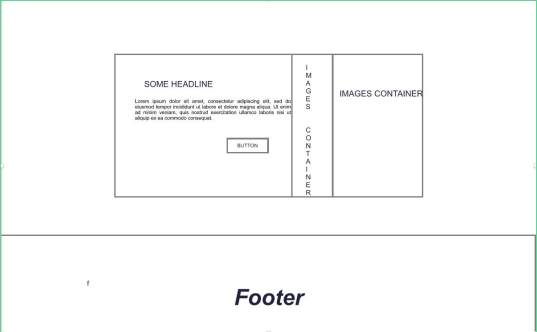 SOME HEADLINE
Lorem ipsum dolor sit amet, consectetur adipiscing elit, sed do
eiusmod tempor incididunt ut labore et dolore magna aliqua. Ut enim
ad minim veniam, quis nostrud exercitation ullamco laboris nisi ut
aliquip ex ea commodo consequat.
BUTTON
IMAGES CONTAINER
IMAGES CONTAINER
f
Footer